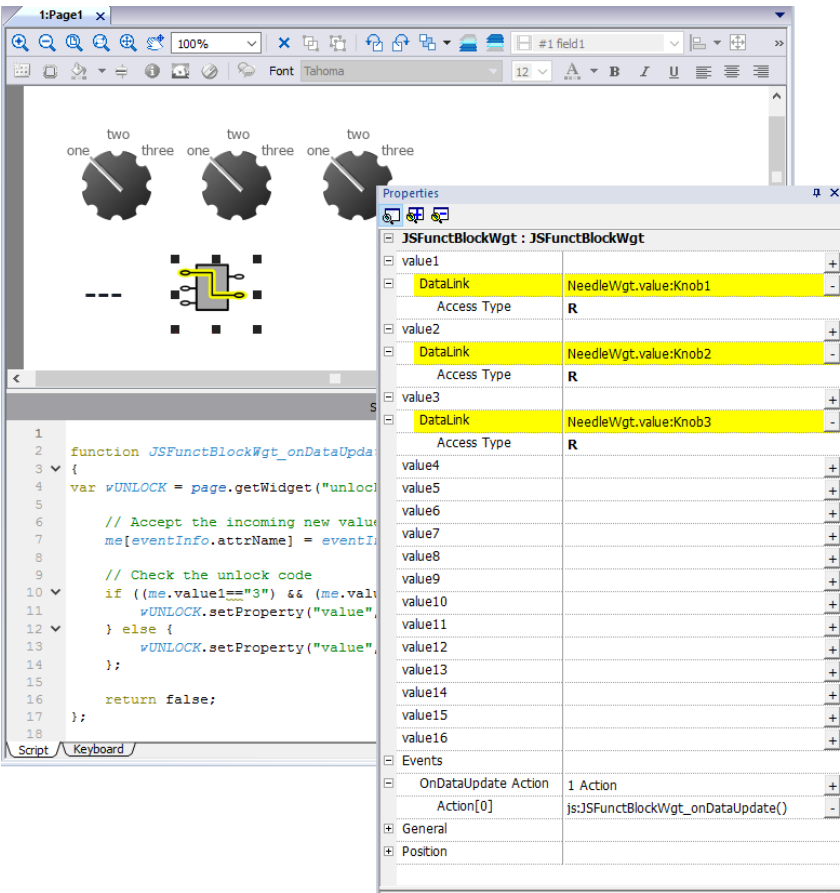 1:Page1 x
100%
#1 field1
Font Tahoma 12 A B I U
two two two
one three one three one three
---
S
1
2 function JSFunctBlockWgt_onDataUpda
3 {
4 var wUNLOCK = page.getWidget("unloc
5
6 // Accept the incoming new value
7 me[eventInfo.attrName] = eventI
8
9 // Check the unlock code
10 if ((me.value1=="3") && (me.val
11 wUNLOCK.setProperty("value",
12 } else {
13 wUNLOCK.setProperty("value",
14 };
15
16 return false;
17 };
18
Script Keyboard
Properties
JSFunctBlockWgt : JSFunctBlockWgt
value1 +
DataLink NeedleWgt.value:Knob1 -
Access Type R
value2 +
DataLink NeedleWgt.value:Knob2 -
Access Type R
value3 +
DataLink NeedleWgt.value:Knob3 -
Access Type R
value4 +
value5 +
value6 +
value7 +
value8 +
value9 +
value10 +
value11 +
value12 +
value13 +
value14 +
value15 +
value16 +
Events
OnDataUpdate Action 1 Action +
Action[0] js:JSFunctBlockWgt_onDataUpdate() -
General
Position